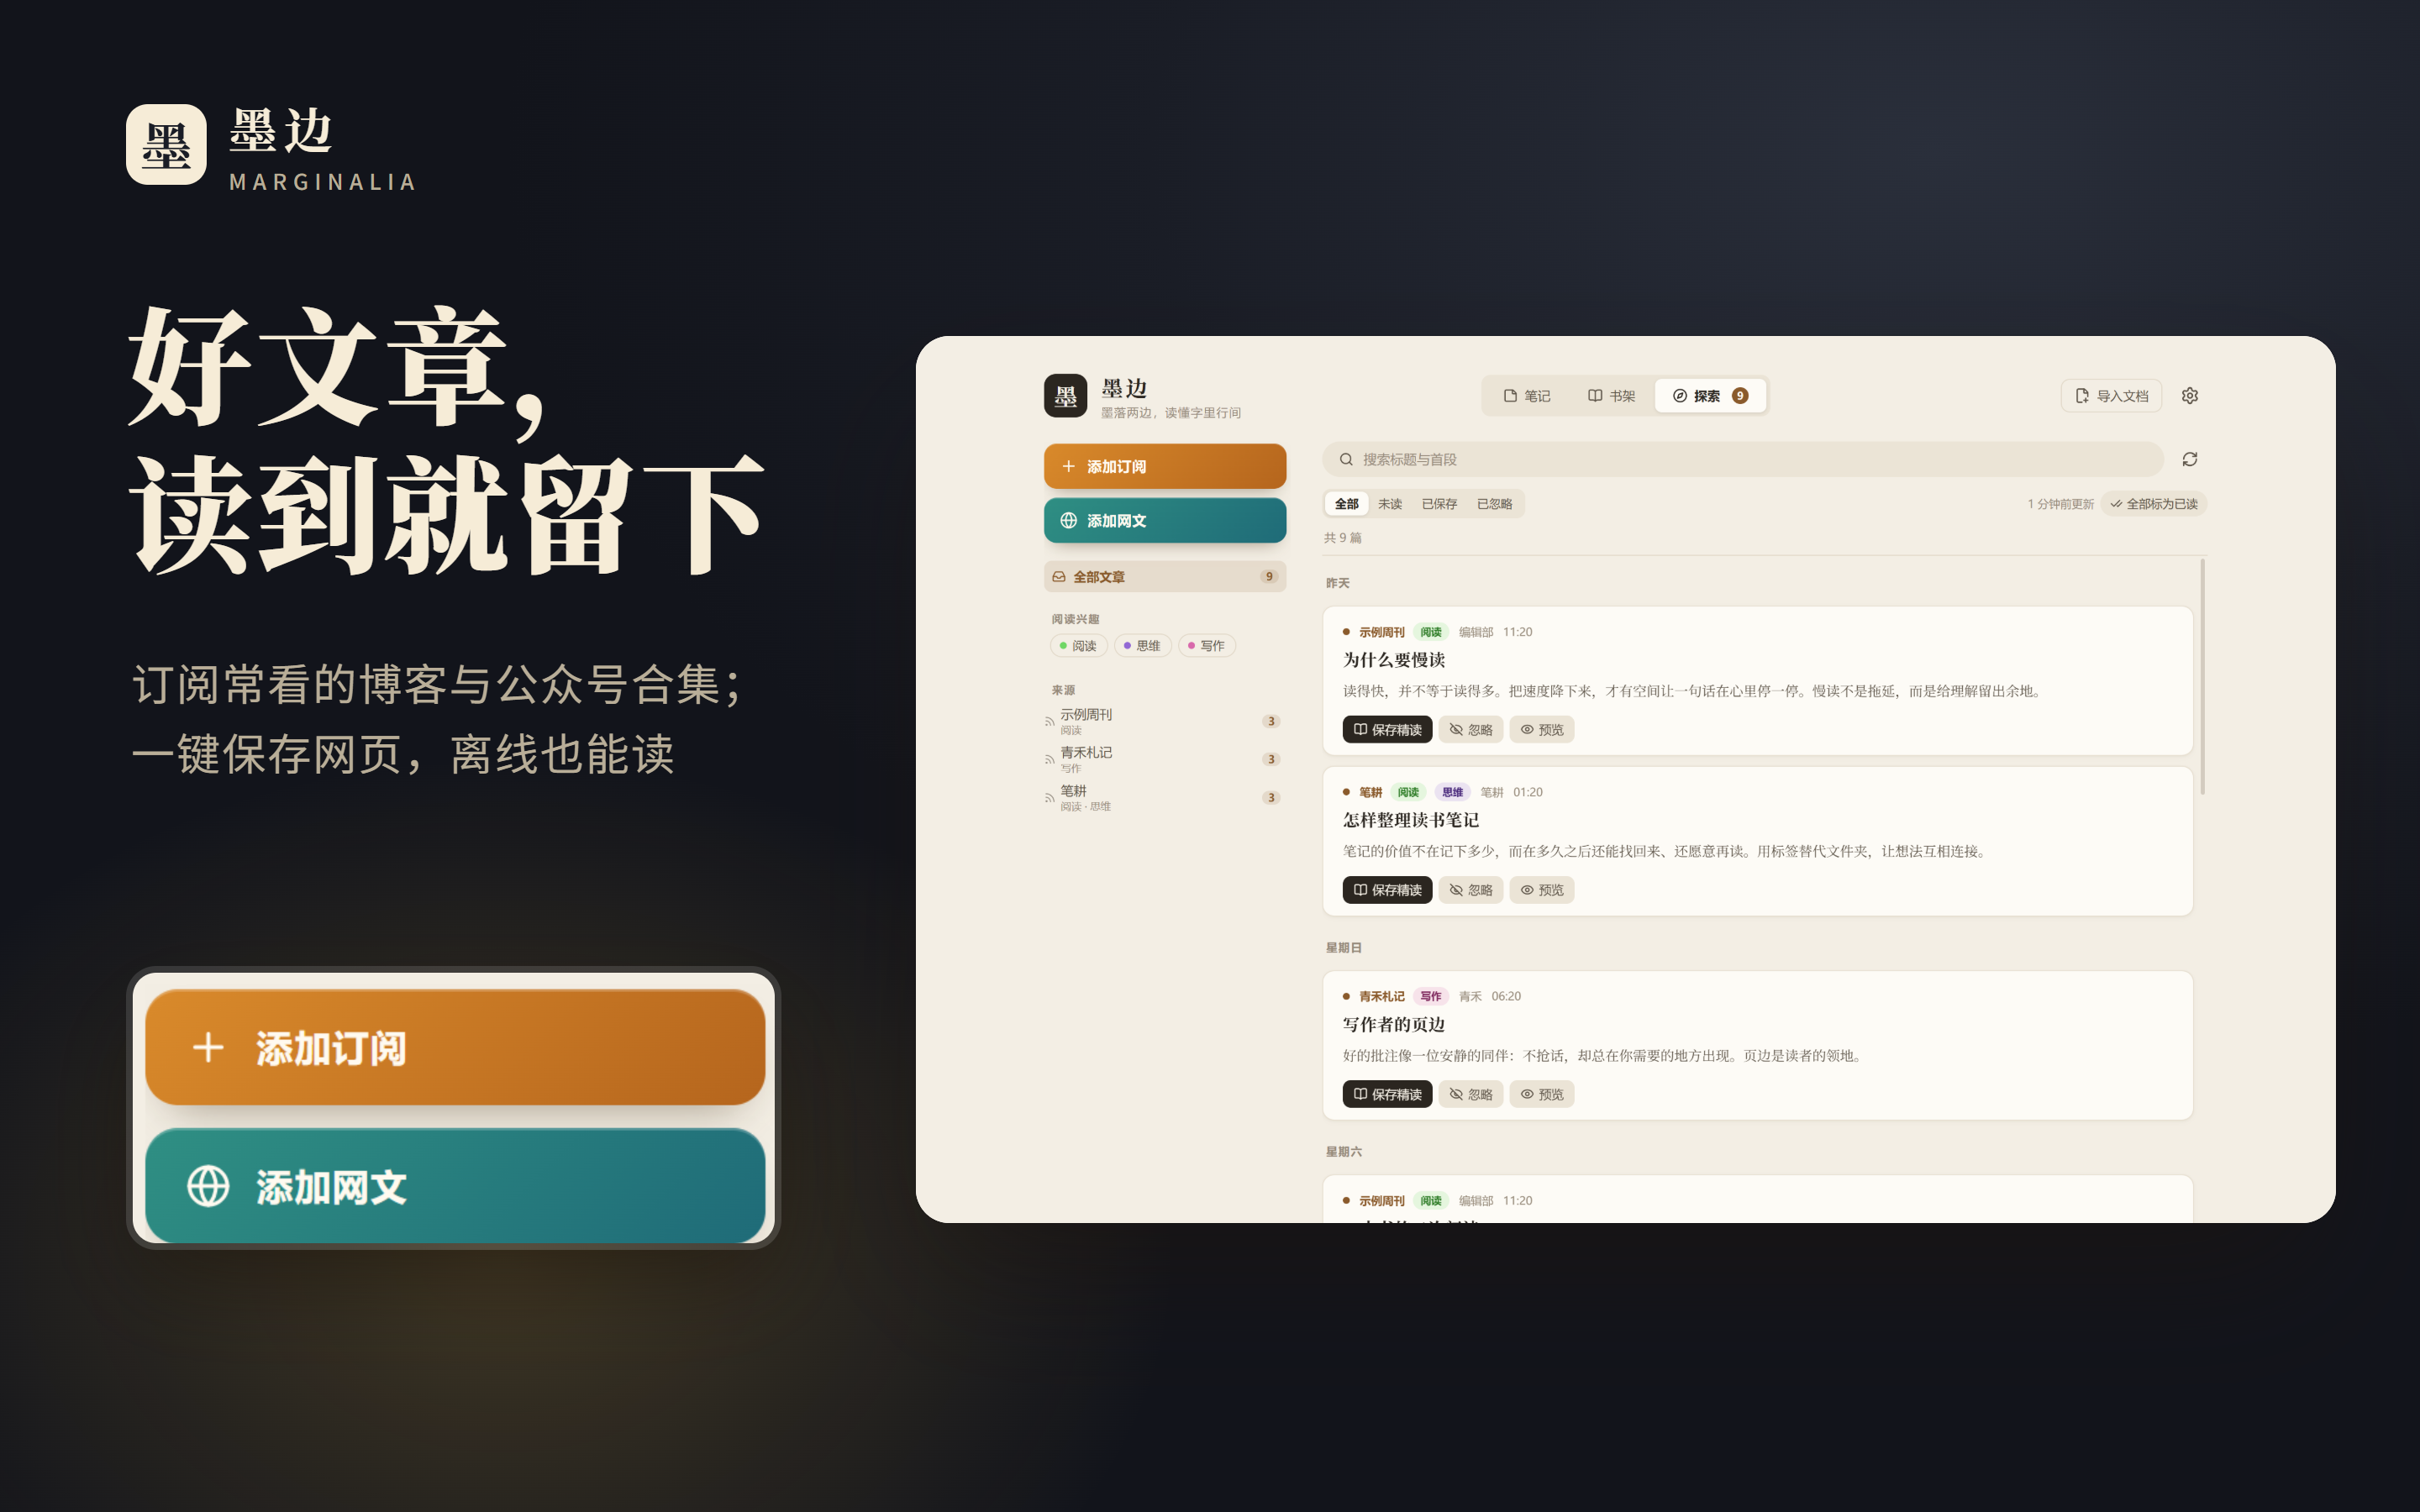 墨 墨边
MARGINALIA
好文章，
读到就留下
订阅常看的博客与公众号合集；
一键保存网页，离线也能读
添加订阅
添加网文
墨 墨边
墨落两边，读懂字里行间
笔记 书架 探索 9
导入文档
添加订阅
添加网文
全部文章 9
阅读兴趣
阅读 思维 写作
来源
示例周刊 3
阅读
青禾札记 3
写作
笔耕 3
阅读 · 思维
搜索标题与首段
全部 未读 已保存 已忽略
1 分钟前更新 全部标为已读
共 9 篇
昨天
示例周刊 阅读 编辑部 11:20
为什么要慢读
读得快，并不等于读得多。把速度降下来，才有空间让一句话在心里停一停。慢读不是拖延，而是给理解留出余地。
保存精读 忽略 预览
笔耕 阅读 思维 笔耕 01:20
怎样整理读书笔记
笔记的价值不在记下多少，而在多久之后还能找回来、还愿意再读。用标签替代文件夹，让想法互相连接。
保存精读 忽略 预览
星期日
青禾札记 写作 青禾 06:20
写作者的页边
好的批注像一位安静的同伴：不抢话，却总在你需要的地方出现。页边是读者的领地。
保存精读 忽略 预览
星期六
示例周刊 阅读 编辑部 11:20